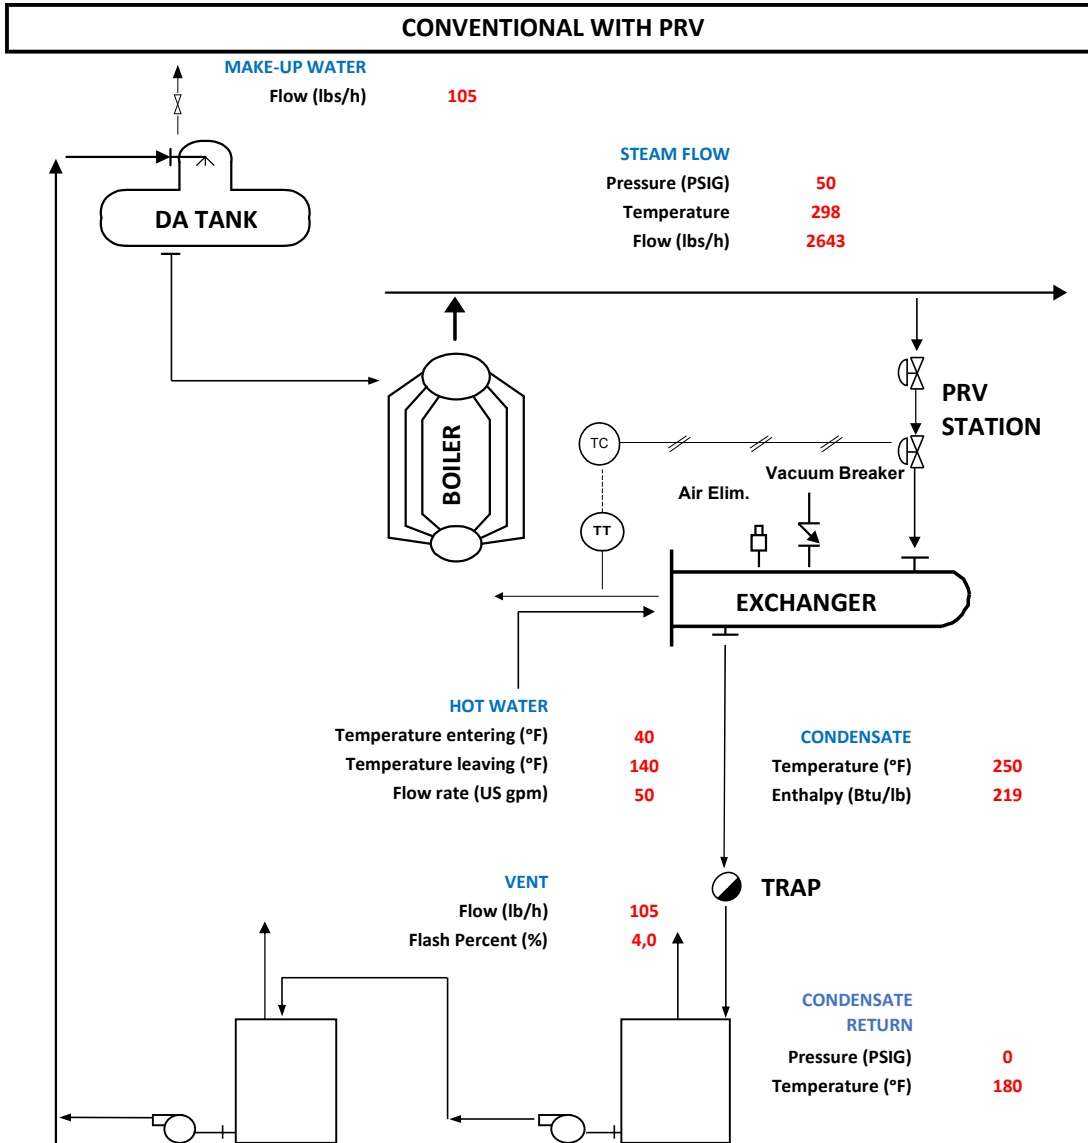 CONVENTIONAL WITH PRV
MAKE-UP WATER
Flow (lbs/h) 105
STEAM FLOW
Pressure (PSIG) 50
Temperature 298
Flow (lbs/h) 2643
DA TANK
BOILER
PRV
STATION
TC
Vacuum Breaker
Air Elim.
TT
EXCHANGER
HOT WATER
Temperature entering (°F) 40
Temperature leaving (°F) 140
Flow rate (US gpm) 50
CONDENSATE
Temperature (°F) 250
Enthalpy (Btu/lb) 219
TRAP
VENT
Flow (lb/h) 105
Flash Percent (%) 4,0
CONDENSATE
RETURN
Pressure (PSIG) 0
Temperature (°F) 180